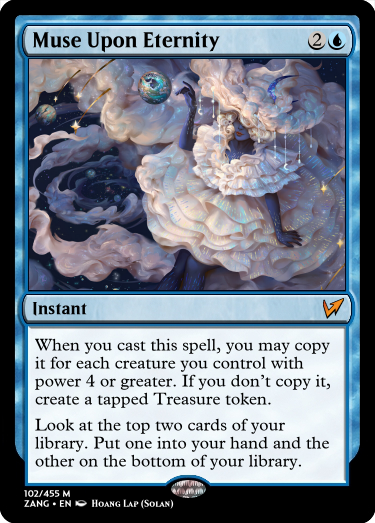 Muse Upon Eternity 2
Instant
When you cast this spell, you may copy
it for each creature you control with
power 4 or greater. If you don't copy it,
create a tapped Treasure token.
Look at the top two cards of your
library. Put one into your hand and the
other on the bottom of your library.
102/455 M
ZANG • EN Hoang Lap (Solan)